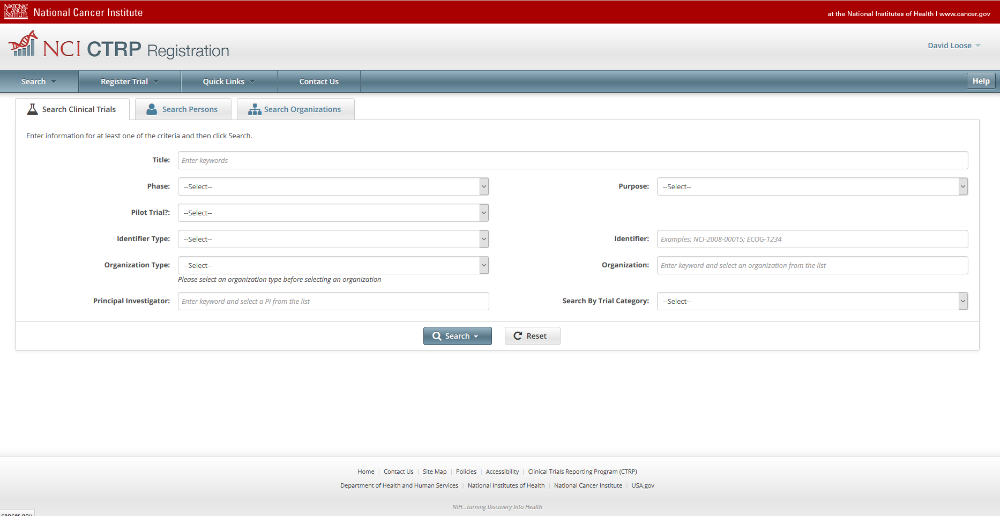 NATIONAL CANCER INSTITUTE National Cancer Institute
at the National Institutes of Health | www.cancer.gov
NCI CTRP Registration
David Loose
Search Register Trial Quick Links Contact Us Help
Search Clinical Trials Search Persons Search Organizations
Enter information for at least one of the criteria and then click Search.
Title: Enter keywords
Phase: --Select-- Purpose: --Select--
Pilot Trial?: --Select--
Identifier Type: --Select-- Identifier: Examples: NCI-2008-00015; ECOG-1234
Organization Type: --Select-- Organization: Enter keyword and select an organization from the list
Please select an organization type before selecting an organization
Principal Investigator: Enter keyword and select a PI from the list Search By Trial Category: --Select--
Search Reset
Home | Contact Us | Site Map | Policies | Accessibility | Clinical Trials Reporting Program (CTRP)
Department of Health and Human Services | National Institutes of Health | National Cancer Institute | USA.gov
NIH...Turning Discovery Into Health
cancer.gov